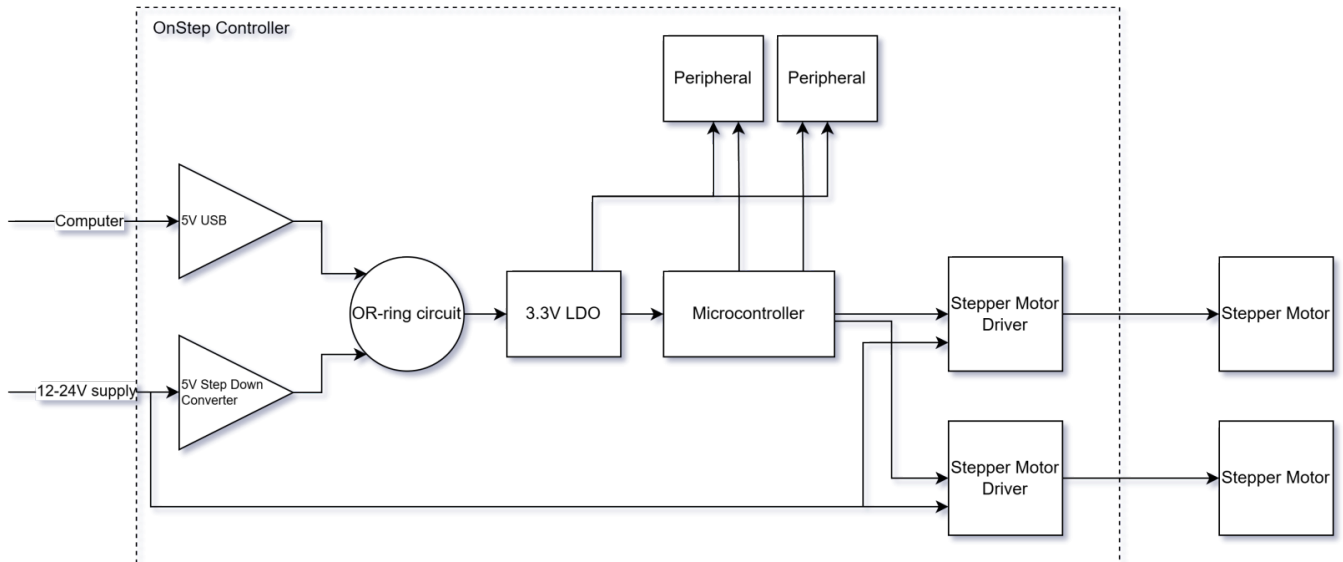 OnStep Controller
Peripheral
Peripheral
Computer
5V USB
OR-ring circuit
3.3V LDO
Microcontroller
Stepper Motor
Driver
Stepper Motor
12-24V supply
5V Step Down
Converter
Stepper Motor
Driver
Stepper Motor